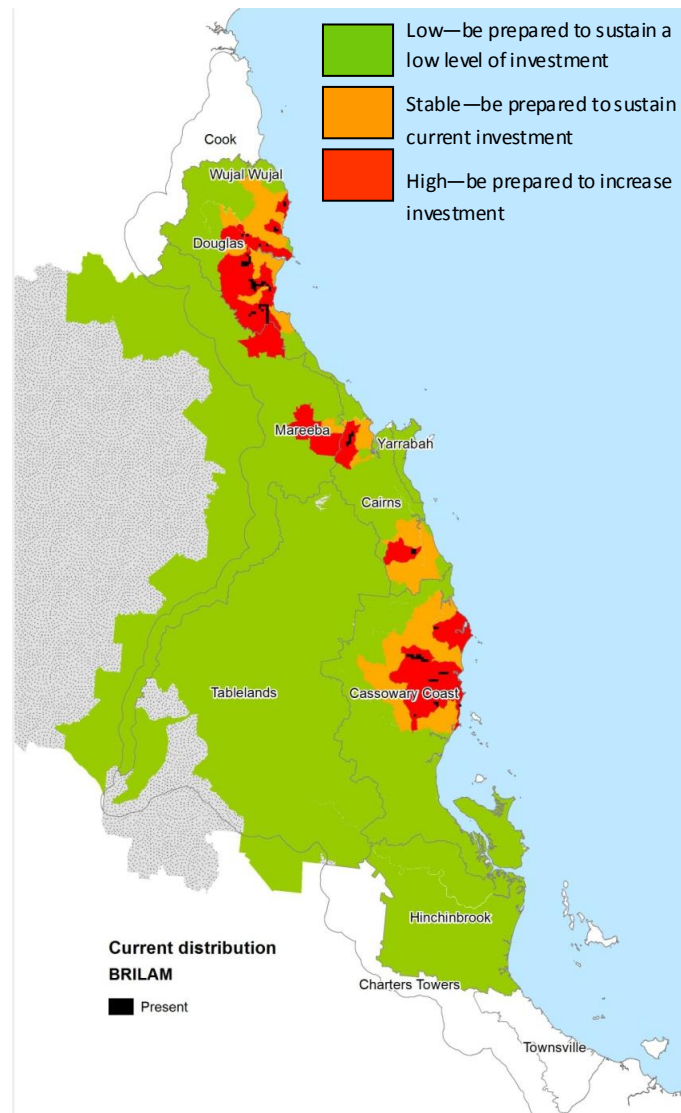 Low—be prepared to sustain a
low level of investment
Stable—be prepared to sustain
current investment
High—be prepared to increase
investment
Cook
Wujal Wujal
Douglas
Mareeba
Yarrabah
Cairns
Tablelands
Cassowary Coast
Hinchinbrook
Current distribution
BRILAM
Present
Charters Towers
Townsville